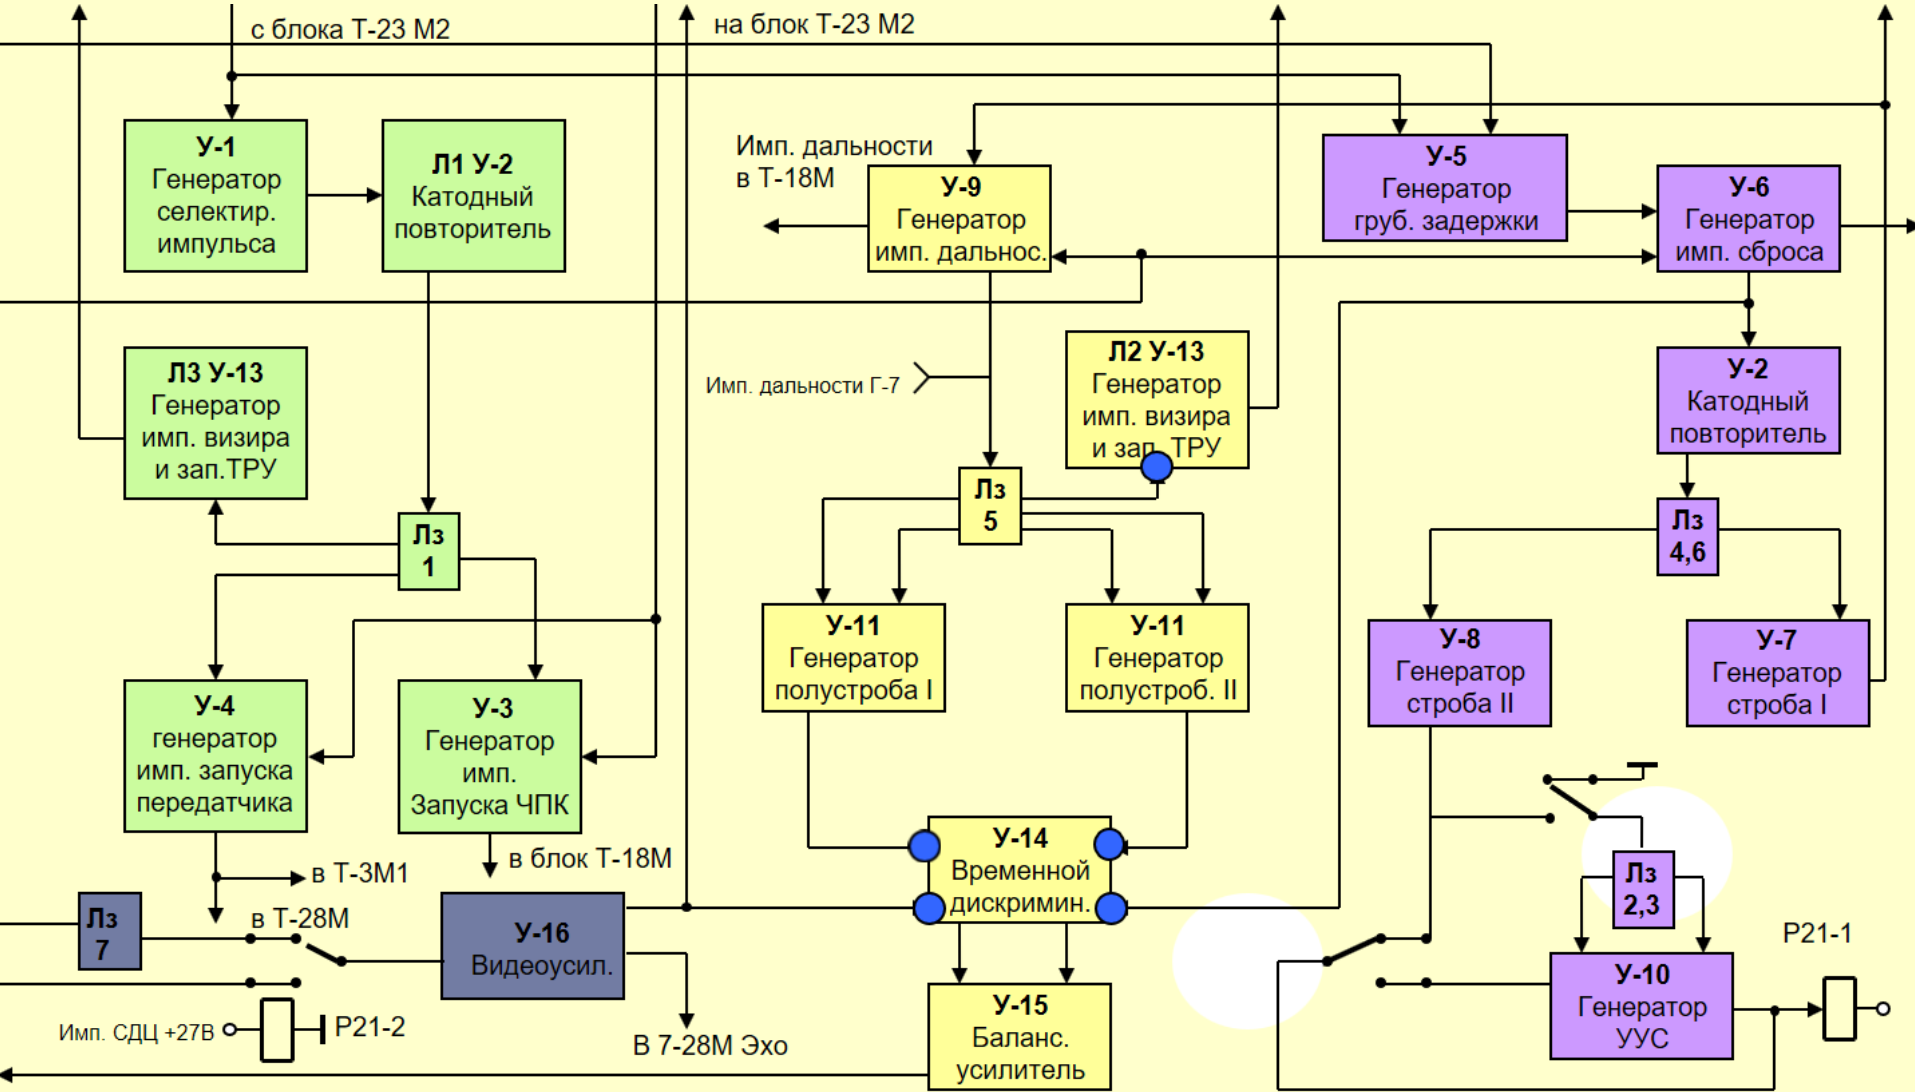 с блока Т-23 М2
на блок Т-23 М2
У-1
Генератор
селектир.
импульса
Л1 У-2
Катодный
повторитель
Имп. дальности
в Т-18М
У-9
Генератор
имп. дальнос.
У-5
Генератор
груб. задержки
У-6
Генератор
имп. сброса
Л3 У-13
Генератор
имп. визира
и зап.ТРУ
Имп. дальности Г-7
Л2 У-13
Генератор
имп. визира
и зап. ТРУ
У-2
Катодный
повторитель
Лз
1
Лз
5
Лз
4,6
У-11
Генератор
полустроба I
У-11
Генератор
полустроб. II
У-8
Генератор
строба II
У-7
Генератор
строба I
У-4
генератор
имп. запуска
передатчика
У-3
Генератор
имп.
Запуска ЧПК
в Т-3М1
в блок Т-18М
У-14
Временной
дискримин.
Лз
2,3
Лз
7
в Т-28М
У-16
Видеоусил.
Р21-1
У-10
Генератор
УУС
У-15
Баланс.
усилитель
Имп. СДЦ +27В
Р21-2
В 7-28М Эхо